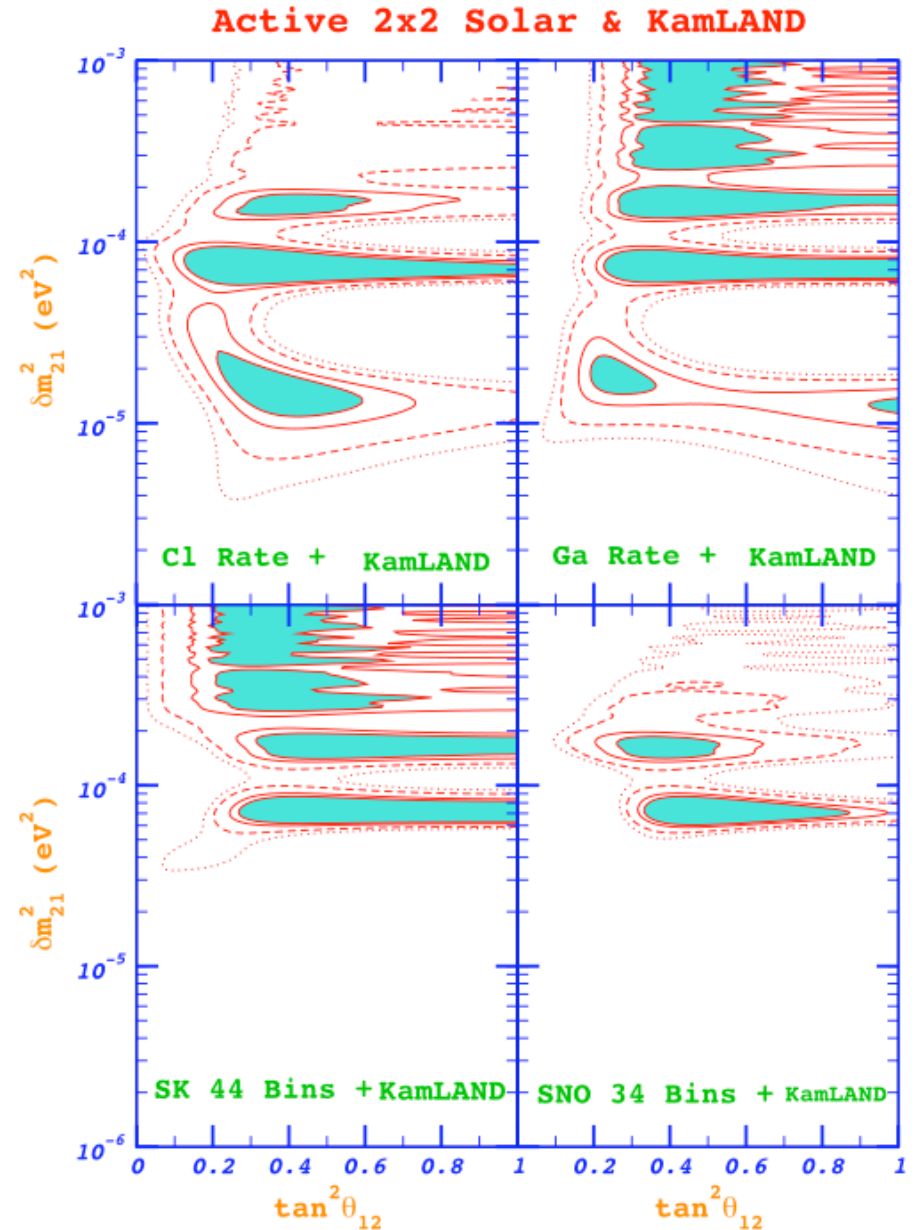 Active 2x2 Solar & KamLAND
10^-3
10^-4
δm²₂₁ (eV²)
10^-5
Cl Rate + KamLAND
Ga Rate + KamLAND
10^-3
10^-4
δm²₂₁ (eV²)
10^-5
SK 44 Bins + KamLAND
SNO 34 Bins + KamLAND
10^-6
0 0.2 0.4 0.6 0.8 1 0.2 0.4 0.6 0.8 1
tan²θ₁₂ tan²θ₁₂